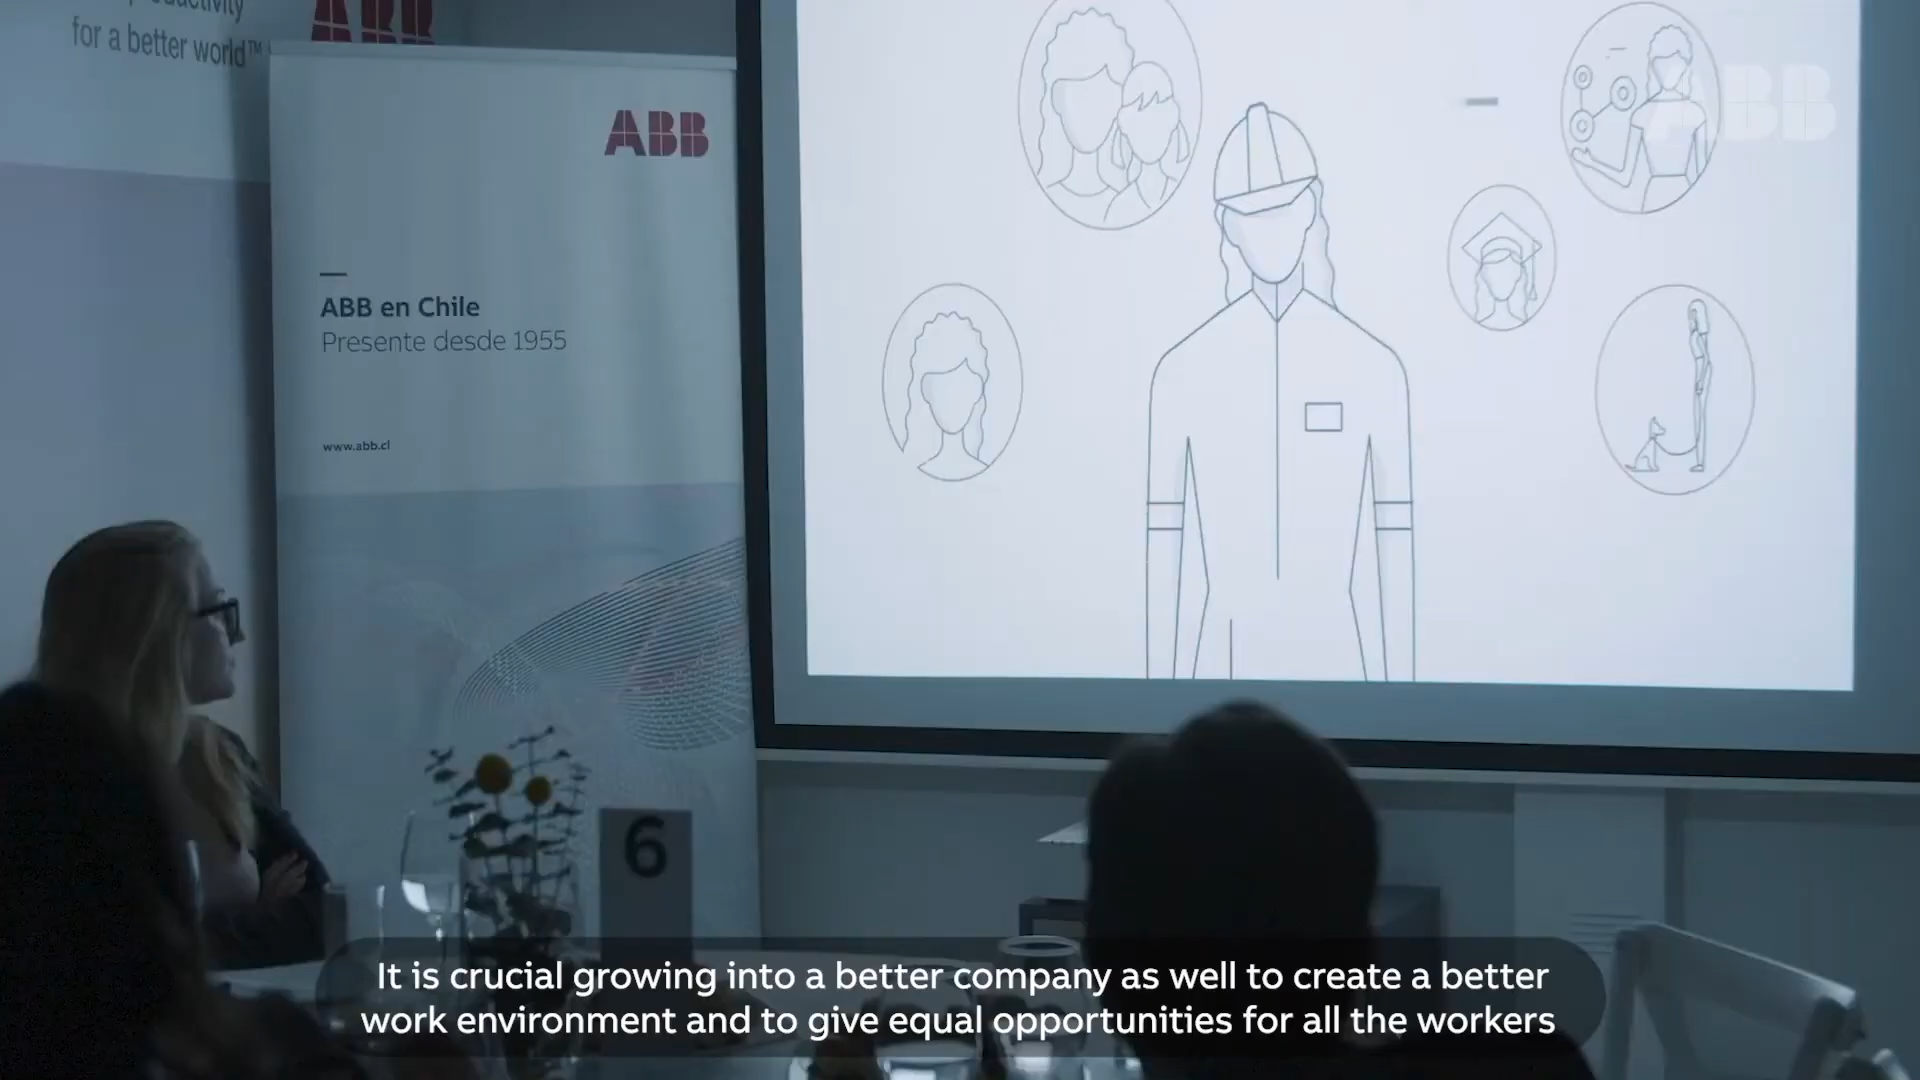 for a better world™
ABB
ABB
ABB
ABB en Chile
Presente desde 1955
www.abb.cl
6
It is crucial growing into a better company as well to create a better
work environment and to give equal opportunities for all the workers